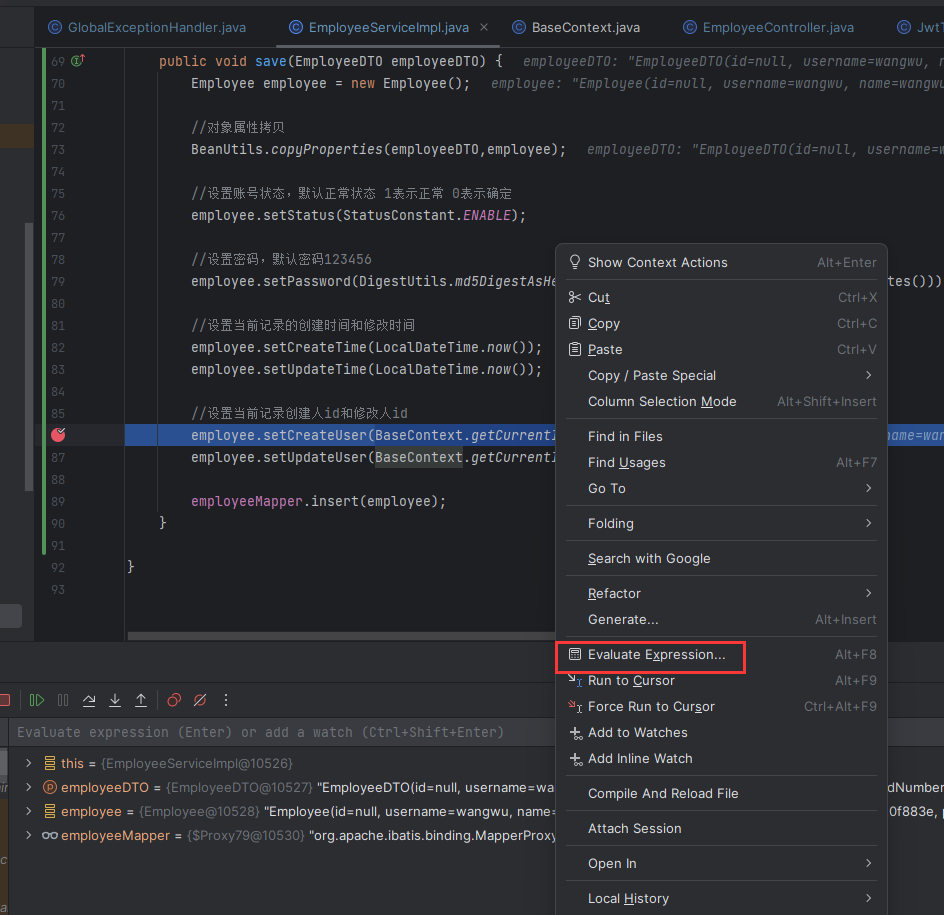 GlobalExceptionHandler.java EmployeeServiceImpl.java BaseContext.java EmployeeController.java
69 public void save(EmployeeDTO employeeDTO) { employeeDTO: "EmployeeDTO(id=null, username=wangwu,
70 Employee employee = new Employee(); employee: "Employee(id=null, username=wangwu, name=wangwu
71
72 //对象属性拷贝
73 BeanUtils.copyProperties(employeeDTO,employee); employeeDTO: "EmployeeDTO(id=null, username=
74
75 //设置账号状态，默认正常状态 1表示正常 0表示确定
76 employee.setStatus(StatusConstant.ENABLE);
77
78 //设置密码，默认密码123456
79 employee.setPassword(DigestUtils.md5DigestAsHe tes()))
80
81 //设置当前记录的创建时间和修改时间
82 employee.setCreateTime(LocalDateTime.now());
83 employee.setUpdateTime(LocalDateTime.now());
84
85 //设置当前记录创建人id和修改人id
employee.setCreateUser(BaseContext.getCurrentI name=wan
87 employee.setUpdateUser(BaseContext.getCurrentI
88
89 employeeMapper.insert(employee);
90 }
91
92 }
93
Show Context Actions Alt+Enter
Cut Ctrl+X
Copy Ctrl+C
Paste Ctrl+V
Copy / Paste Special
Column Selection Mode Alt+Shift+Insert
Find in Files
Find Usages Alt+F7
Go To
Folding
Search with Google
Refactor
Generate... Alt+Insert
Evaluate Expression... Alt+F8
Run to Cursor Alt+F9
Force Run to Cursor Ctrl+Alt+F9
Add to Watches
Add Inline Watch
Compile And Reload File
Attach Session
Open In
Local History
Evaluate expression (Enter) or add a watch (Ctrl+Shift+Enter)
this = {EmployeeServiceImpl@10526}
employeeDTO = {EmployeeDTO@10527} "EmployeeDTO(id=null, username=wa dNumber
employee = {Employee@10528} "Employee(id=null, username=wangwu, name= 0f883e,
employeeMapper = {$Proxy79@10530} "org.apache.ibatis.binding.MapperProxy